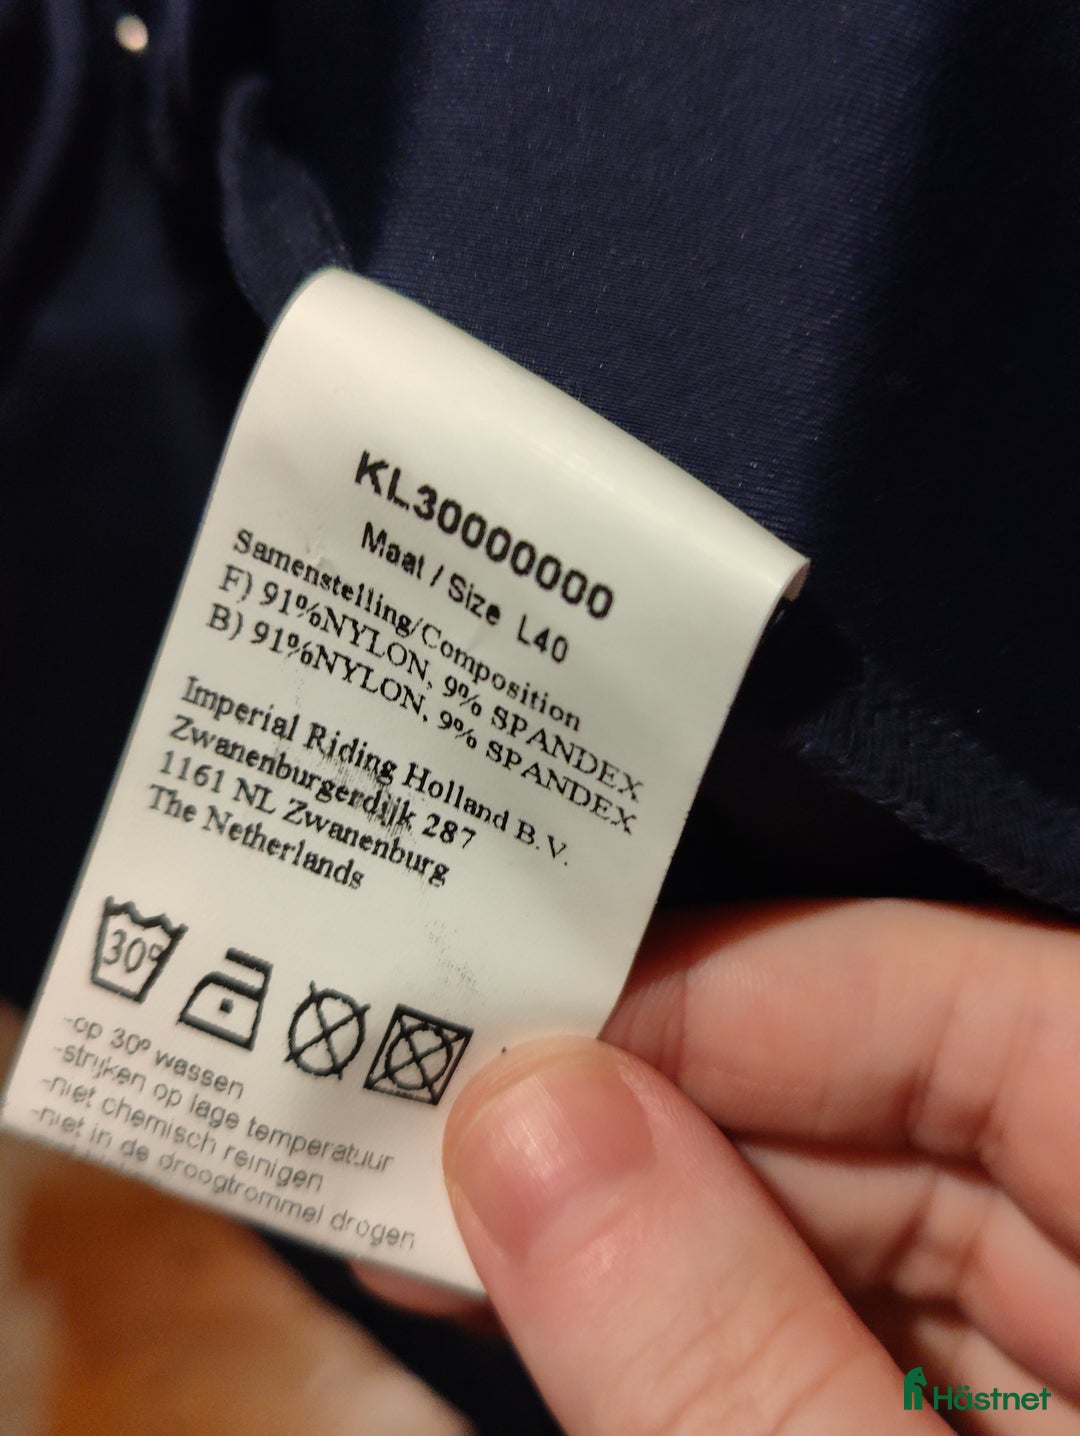 KL30000000
Maat / Size L40
Samenstelling/Composition
F) 91%NYLON, 9% SPANDEX
B) 91%NYLON, 9% SPANDEX
Imperial Riding Holland B.V.
Zwanenburgerdijk 287
1161 NL Zwanenburg
The Netherlands
30º
-op 30º wassen
-strijken op lage temperatuur
-niet chemisch reinigen
-niet in de droogtrommel drogen
Hästnet